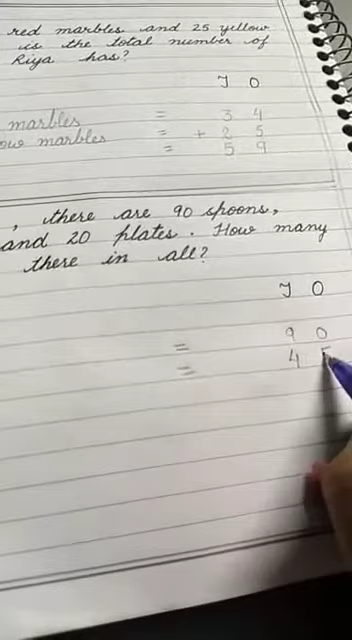 red marbles and 25 yellow
is the total number of
Riya has?
T O
marbles = 3 4
ow marbles = + 2 5
= 5 9
, there are 90 spoons,
and 20 plates. How many
there in all?
T O
= 9 0
= 4 5